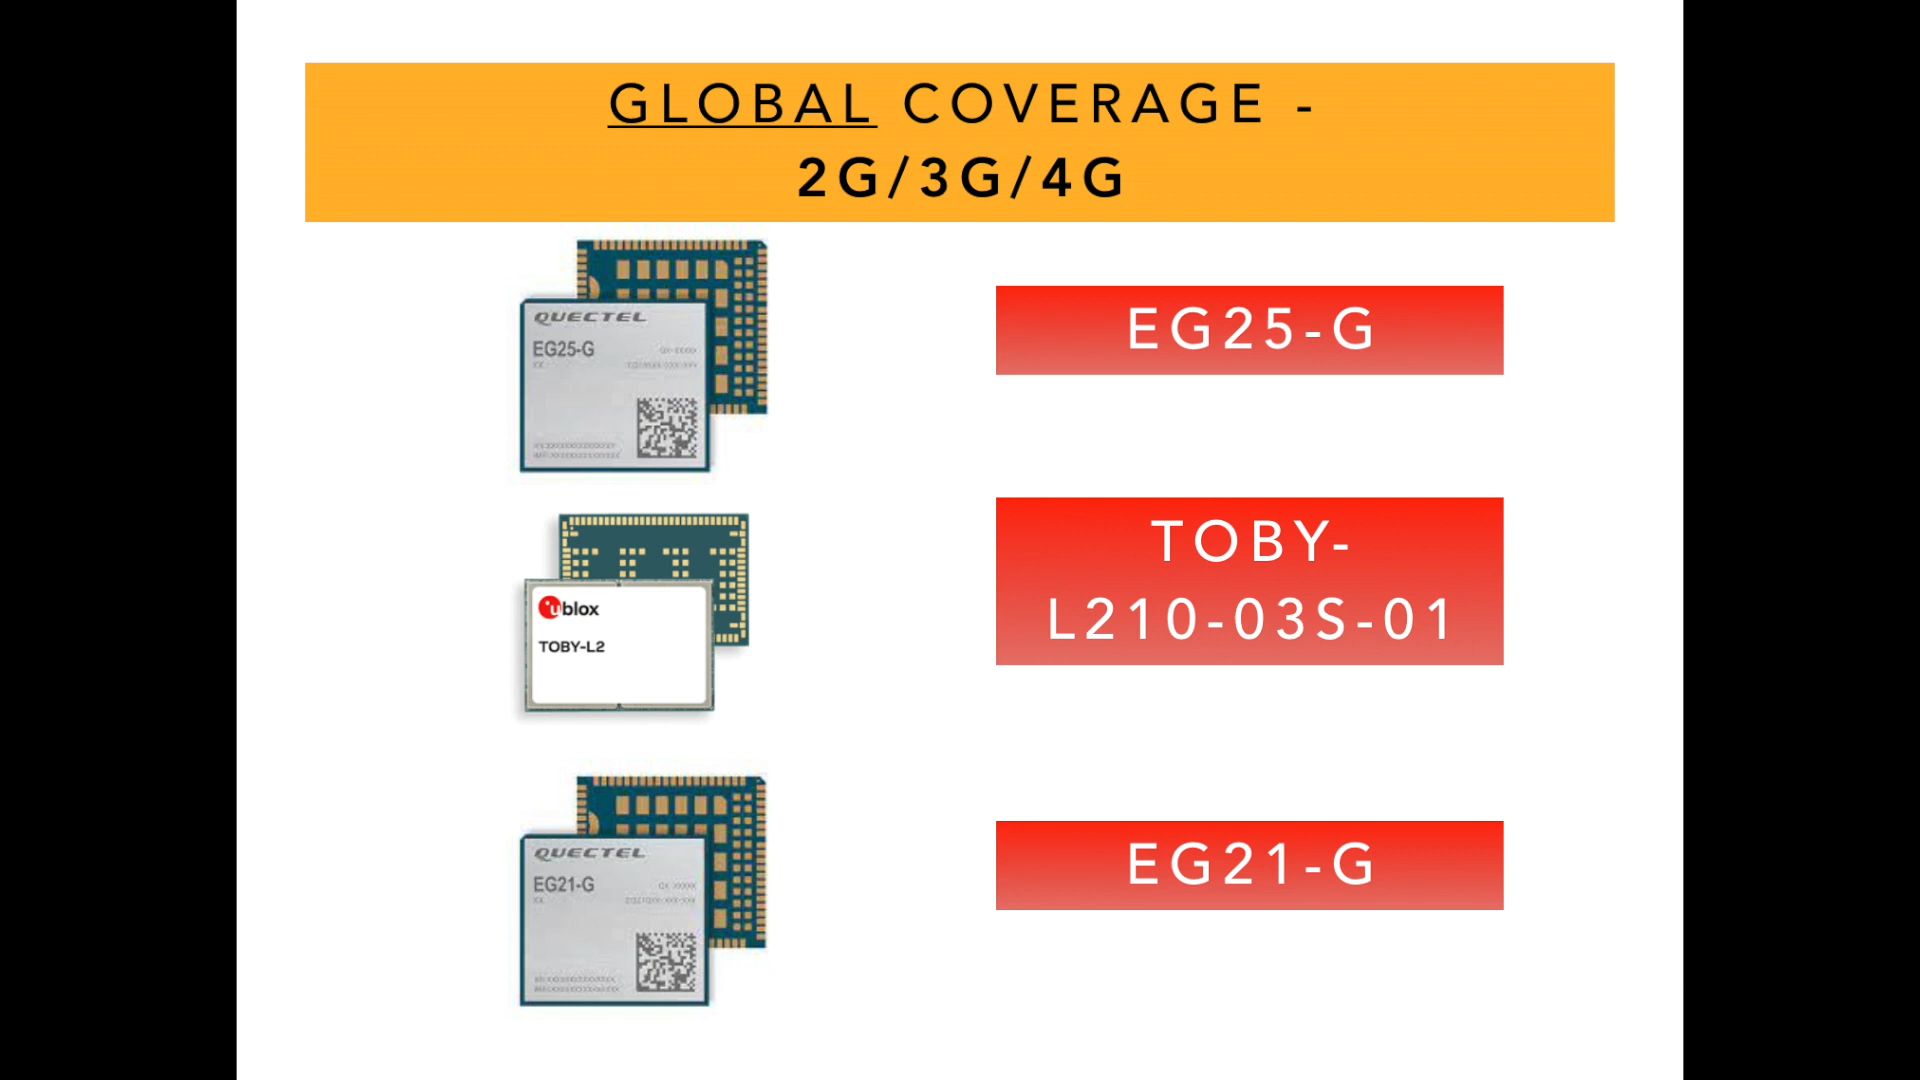 GLOBAL COVERAGE -
2G/3G/4G
QUECTEL
EG25-G
EG25-G
ublox
TOBY-L2
TOBY-
L210-03S-01
QUECTEL
EG21-G
EG21-G